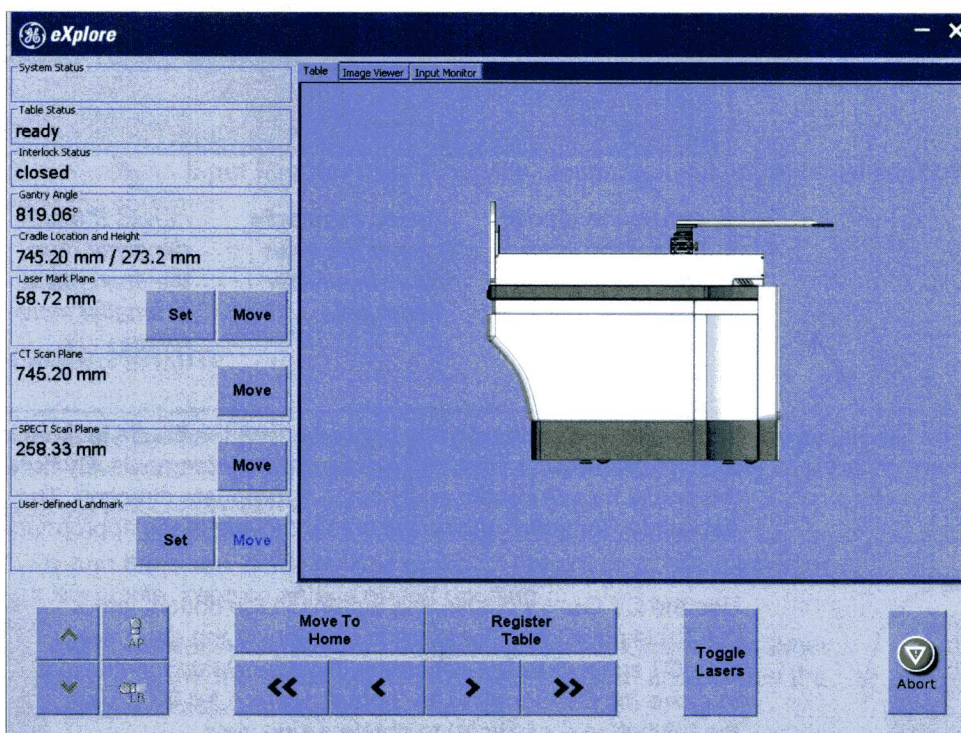 GE eXplore
System Status
Table Status
ready
Interlock Status
closed
Gantry Angle
819.06°
Cradle Location and Height
745.20 mm / 273.2 mm
Laser Mark Plane
58.72 mm
Set
Move
CT Scan Plane
745.20 mm
Move
SPECT Scan Plane
258.33 mm
Move
User-defined Landmark
Set
Move
Table
Image Viewer
Input Monitor
AP
LR
Move To
Home
Register
Table
<<
<
>
>>
Toggle
Lasers
Abort